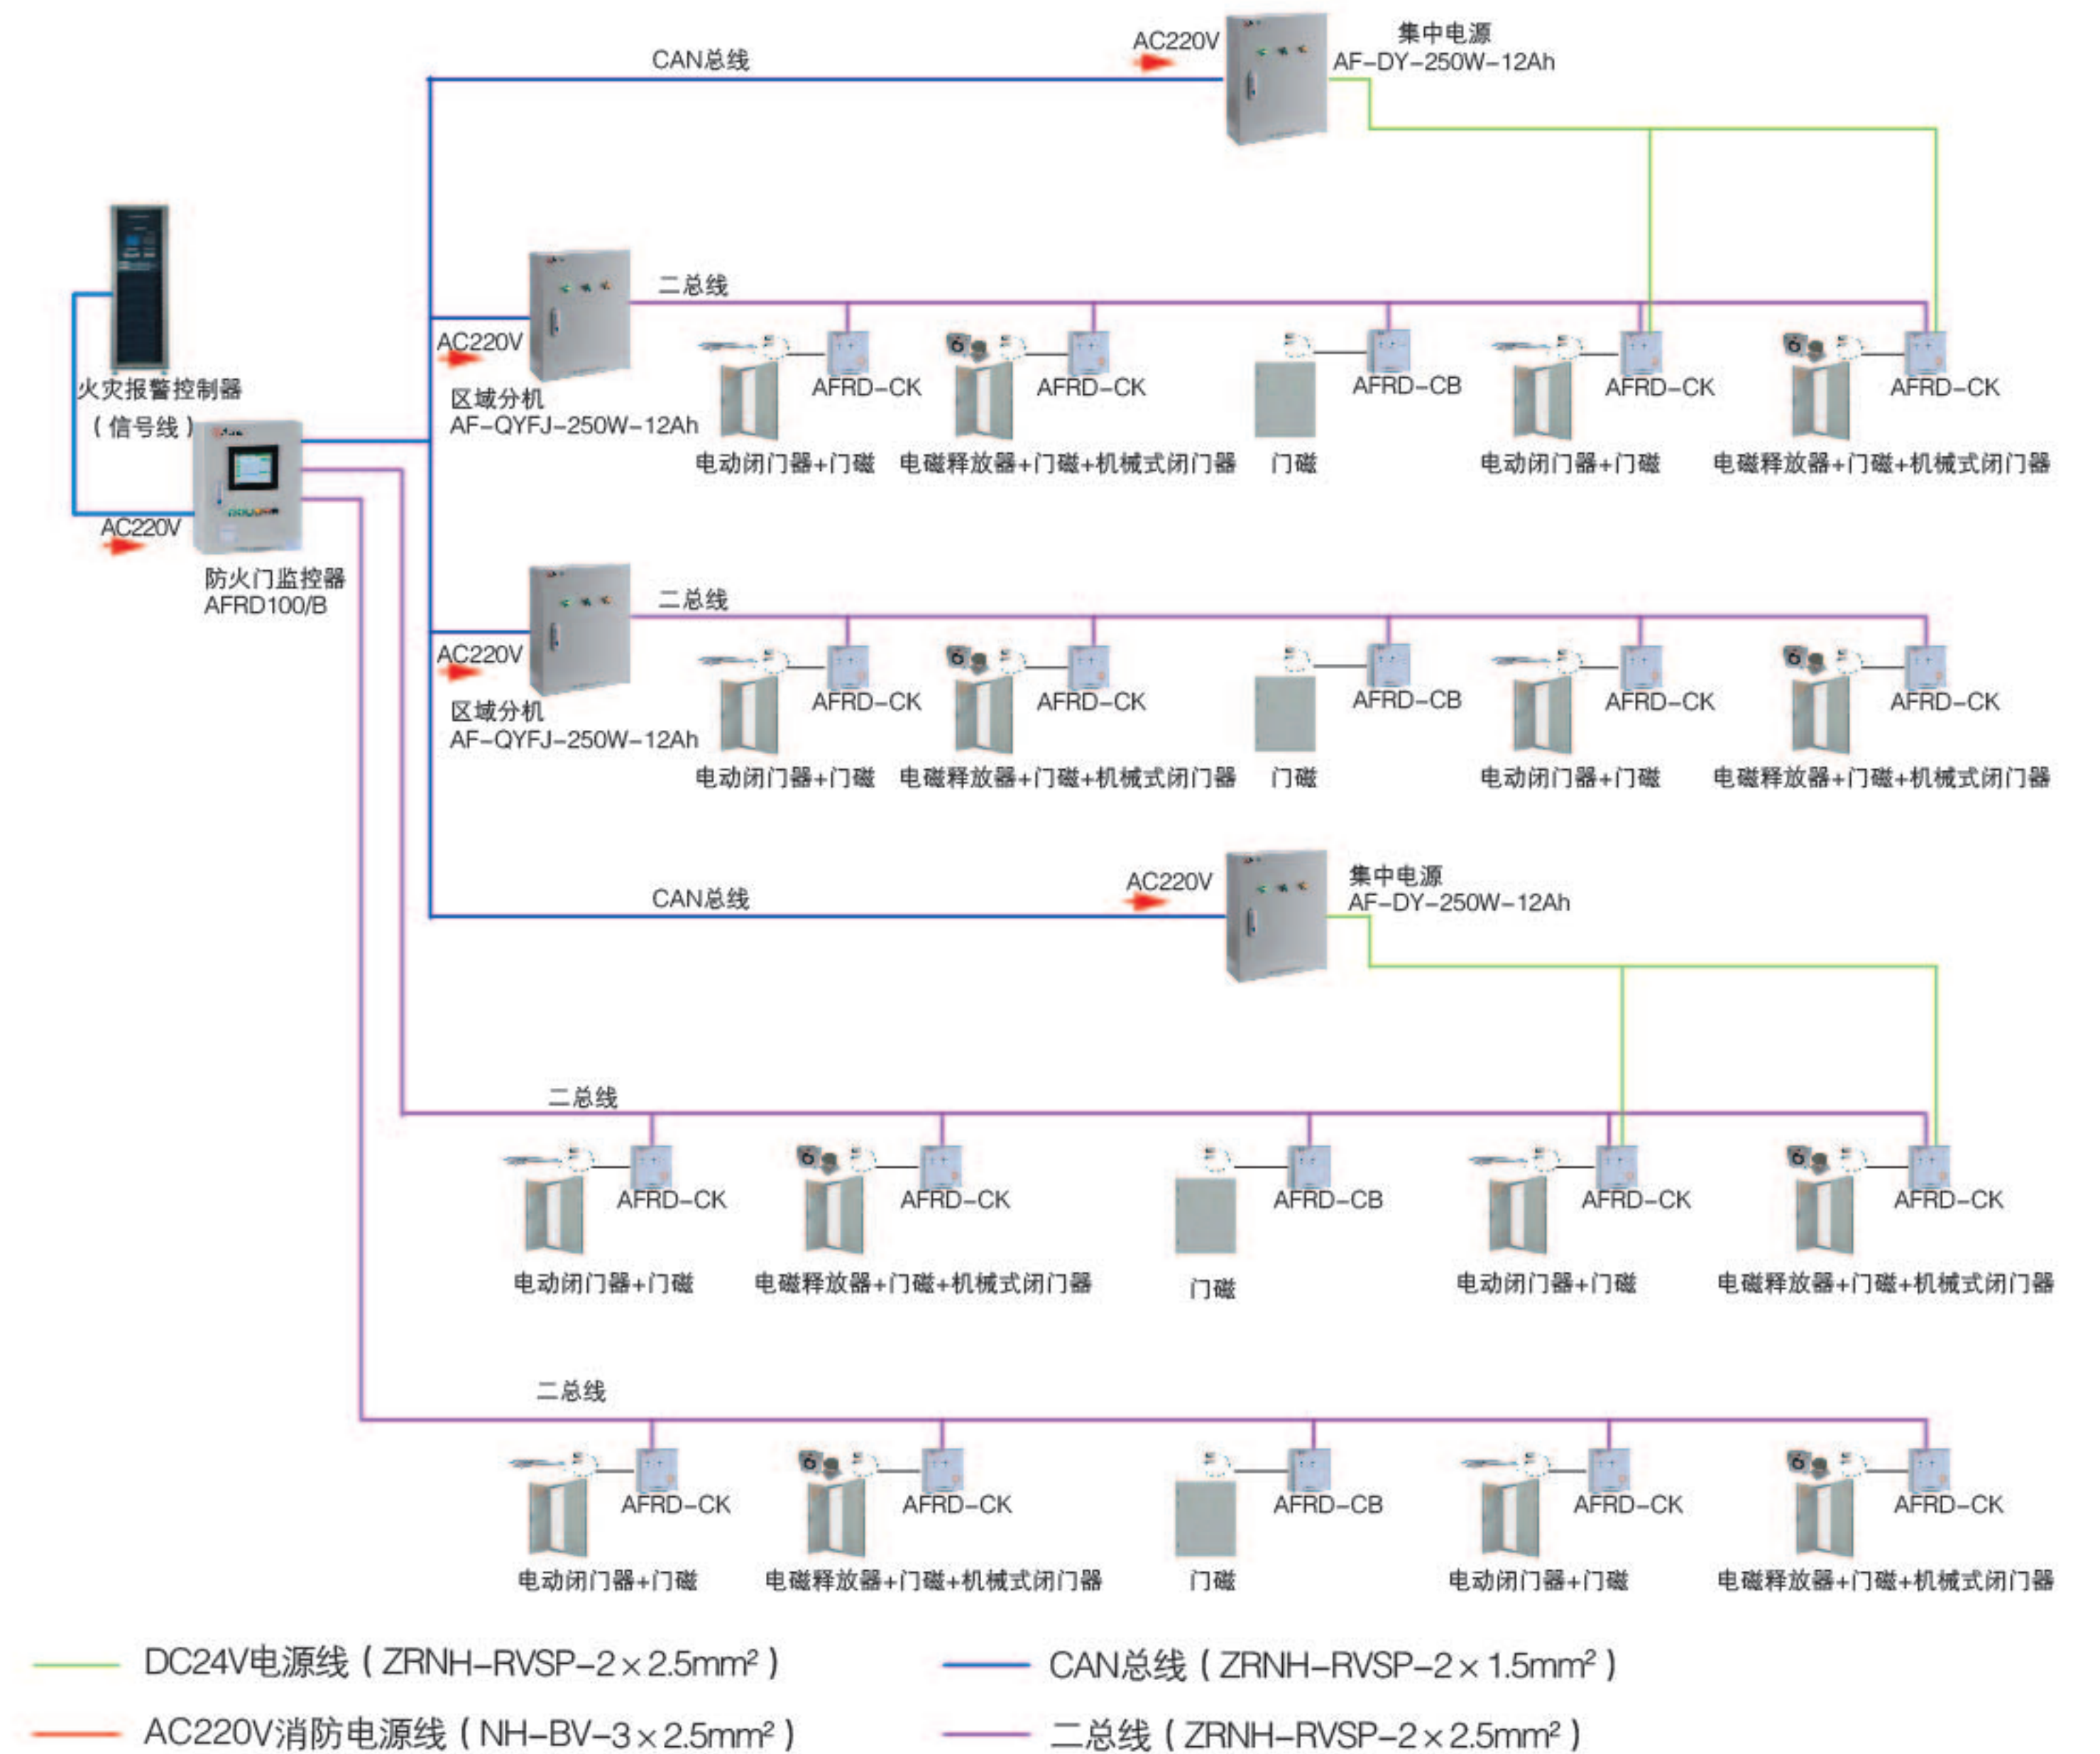 CAN总线
AC220V
集中电源
AF-DY-250W-12Ah
火灾报警控制器
（信号线）
AC220V
防火门监控器
AFRD100/B
二总线
AC220V
区域分机
AF-QYFJ-250W-12Ah
AFRD-CK
AFRD-CK
AFRD-CB
AFRD-CK
AFRD-CK
电动闭门器+门磁
电磁释放器+门磁+机械式闭门器
门磁
电动闭门器+门磁
电磁释放器+门磁+机械式闭门器
二总线
AC220V
区域分机
AF-QYFJ-250W-12Ah
AFRD-CK
AFRD-CK
AFRD-CB
AFRD-CK
AFRD-CK
电动闭门器+门磁
电磁释放器+门磁+机械式闭门器
门磁
电动闭门器+门磁
电磁释放器+门磁+机械式闭门器
CAN总线
AC220V
集中电源
AF-DY-250W-12Ah
二总线
AFRD-CK
AFRD-CK
AFRD-CB
AFRD-CK
AFRD-CK
电动闭门器+门磁
电磁释放器+门磁+机械式闭门器
门磁
电动闭门器+门磁
电磁释放器+门磁+机械式闭门器
二总线
AFRD-CK
AFRD-CK
AFRD-CB
AFRD-CK
AFRD-CK
电动闭门器+门磁
电磁释放器+门磁+机械式闭门器
门磁
电动闭门器+门磁
电磁释放器+门磁+机械式闭门器
DC24V电源线（ZRNH-RVSP-2×2.5mm²）
CAN总线（ZRNH-RVSP-2×1.5mm²）
AC220V消防电源线（NH-BV-3×2.5mm²）
二总线（ZRNH-RVSP-2×2.5mm²）